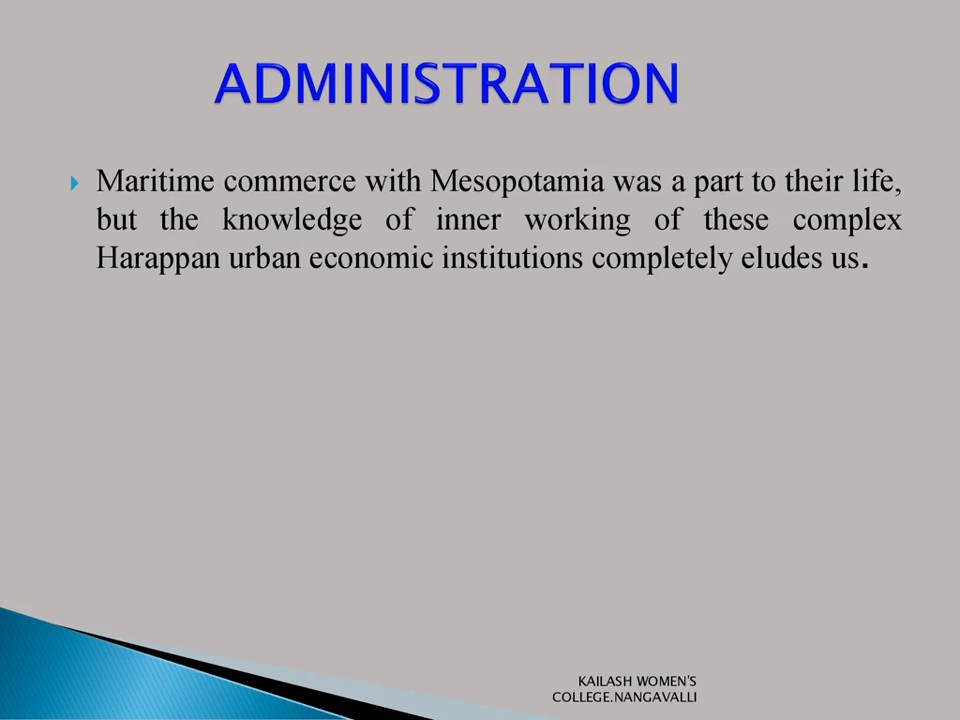 ADMINISTRATION
Maritime commerce with Mesopotamia was a part to their life,
but the knowledge of inner working of these complex
Harappan urban economic institutions completely eludes us.
KAILASH WOMEN'S
COLLEGE.NANGAVALLI